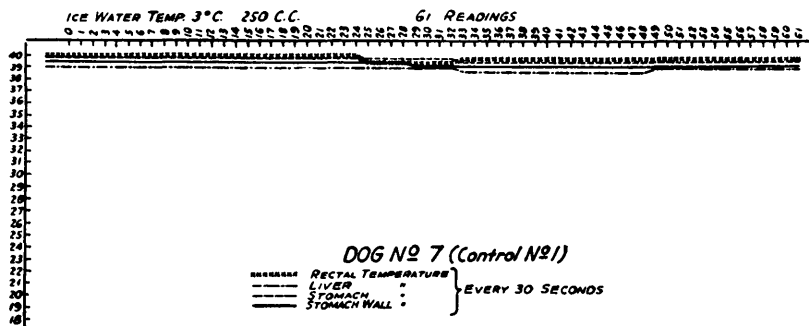 ICE WATER TEMP. 3°C. 250 C.C. 61 READINGS
0 1 2 3 4 5 6 7 8 9 10 11 12 13 14 15 16 17 18 19 20 21 22 23 24 25 26 27 28 29 30 31 32 33 34 35 36 37 38 39 40 41 42 43 44 45 46 47 48 49 50 51 52 53 54 55 56 57 58 59 60 61
40
39
38
37
36
35
34
33
32
31
30
29
28
27
26
25
24
23
22
21
20
19
18
DOG Nº 7 (Control Nº1)
RECTAL TEMPERATURE
LIVER "
STOMACH "
STOMACH WALL "
EVERY 30 SECONDS